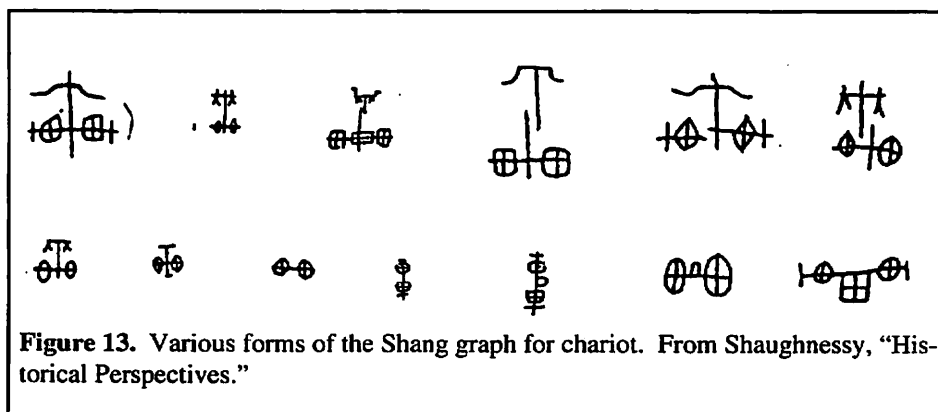 Figure 13. Various forms of the Shang graph for chariot. From Shaughnessy, “His-
torical Perspectives.”